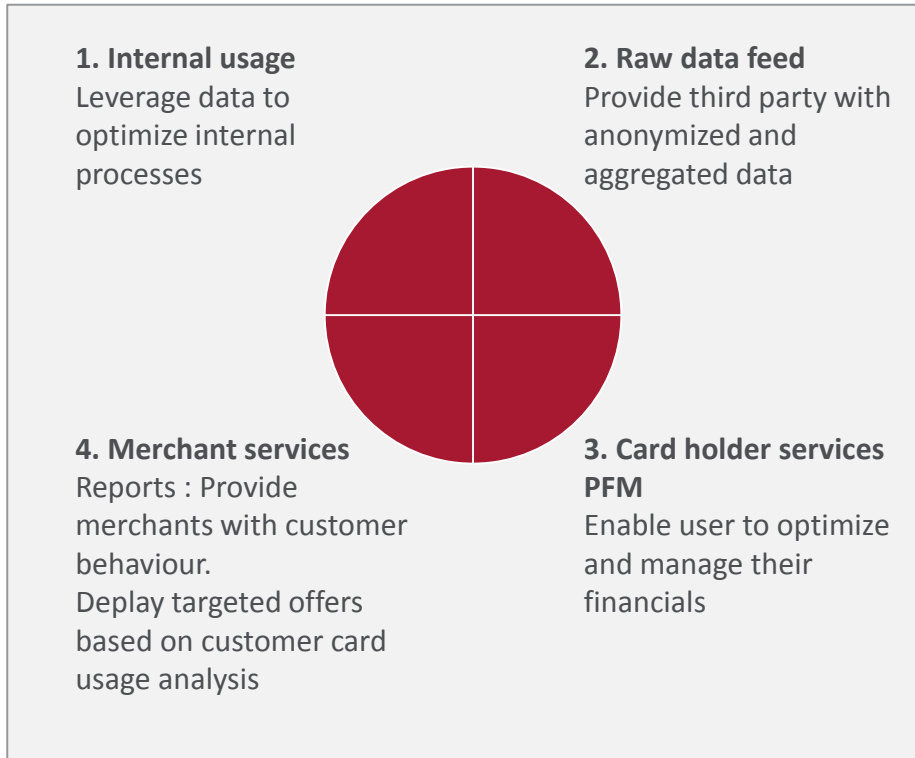 1. Internal usage
Leverage data to
optimize internal
processes
2. Raw data feed
Provide third party with
anonymized and
aggregated data
3. Card holder services
PFM
Enable user to optimize
and manage their
financials
4. Merchant services
Reports : Provide
merchants with customer
behaviour.
Deplay targeted offers
based on customer card
usage analysis